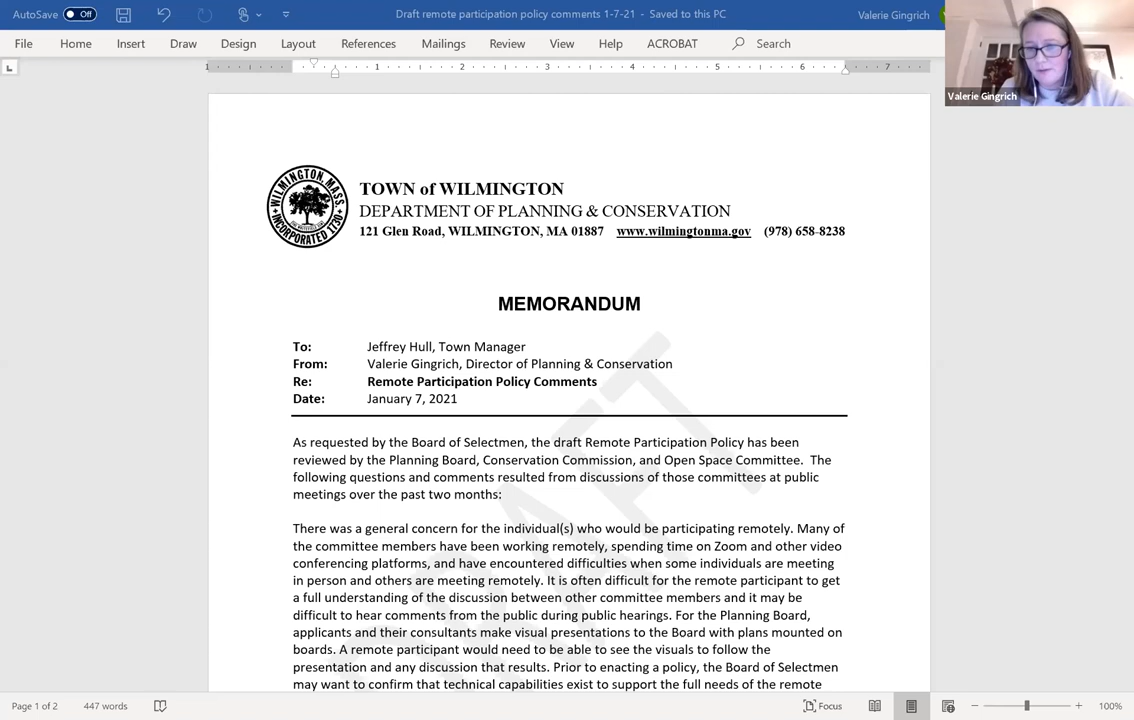 AutoSave Off Draft remote participation policy comments 1-7-21 - Saved to this PC Valerie Gingrich
File Home Insert Draw Design Layout References Mailings Review View Help ACROBAT Search
Valerie Gingrich
1 1 2 3 4 5 6 7
WILMINGTON, MASS.
INCORPORATED 1730
TOWN of WILMINGTON
DEPARTMENT OF PLANNING & CONSERVATION
121 Glen Road, WILMINGTON, MA 01887 www.wilmingtonma.gov (978) 658-8238
MEMORANDUM
To: Jeffrey Hull, Town Manager
From: Valerie Gingrich, Director of Planning & Conservation
Re: Remote Participation Policy Comments
Date: January 7, 2021
As requested by the Board of Selectmen, the draft Remote Participation Policy has been
reviewed by the Planning Board, Conservation Commission, and Open Space Committee. The
following questions and comments resulted from discussions of those committees at public
meetings over the past two months:
There was a general concern for the individual(s) who would be participating remotely. Many of
the committee members have been working remotely, spending time on Zoom and other video
conferencing platforms, and have encountered difficulties when some individuals are meeting
in person and others are meeting remotely. It is often difficult for the remote participant to get
a full understanding of the discussion between other committee members and it may be
difficult to hear comments from the public during public hearings. For the Planning Board,
applicants and their consultants make visual presentations to the Board with plans mounted on
boards. A remote participant would need to be able to see the visuals to follow the
presentation and any discussion that results. Prior to enacting a policy, the Board of Selectmen
may want to confirm that technical capabilities exist to support the full needs of the remote
DRAFT
Page 1 of 2 447 words Focus 100%